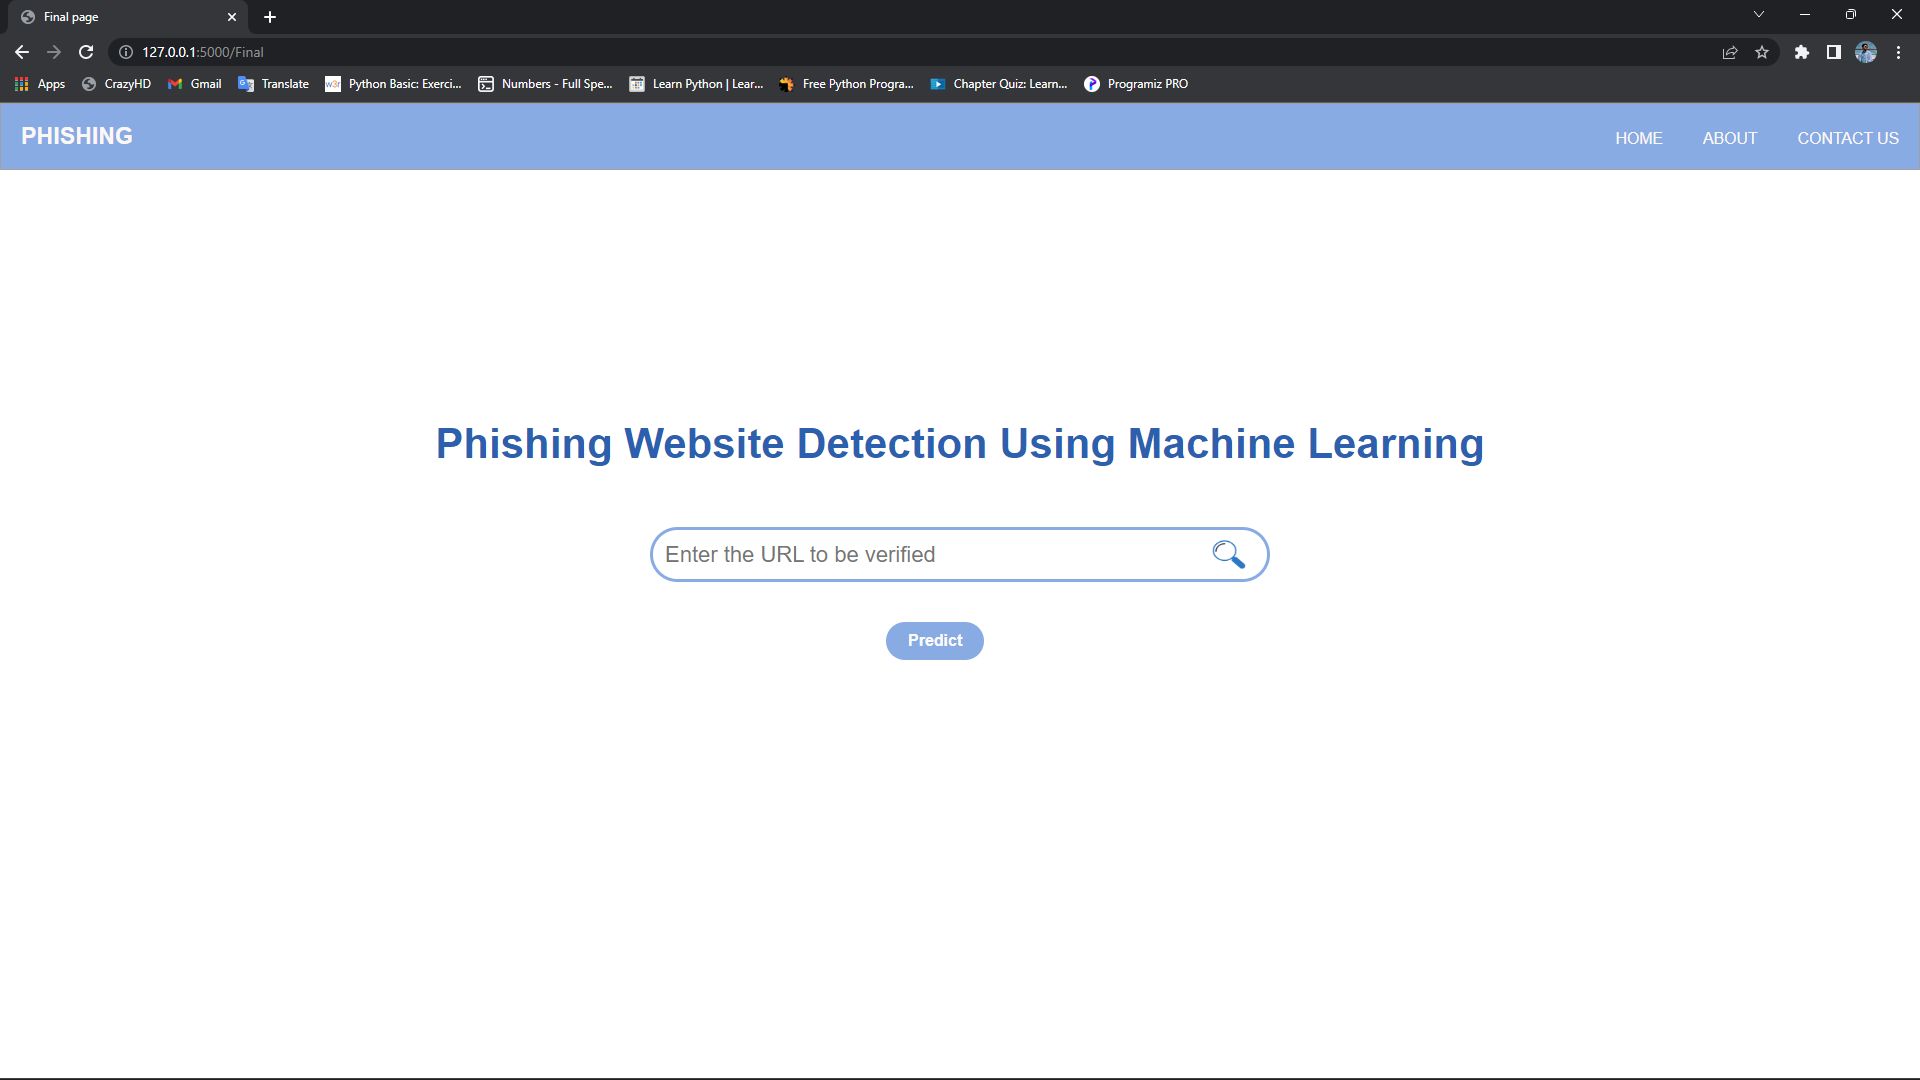 Final page
127.0.0.1:5000/Final
Apps CrazyHD Gmail Translate w3r Python Basic: Exerci... Numbers - Full Spe... Learn Python | Lear... Free Python Progra... Chapter Quiz: Learn... Programiz PRO
PHISHING HOME ABOUT CONTACT US
Phishing Website Detection Using Machine Learning
Enter the URL to be verified
Predict